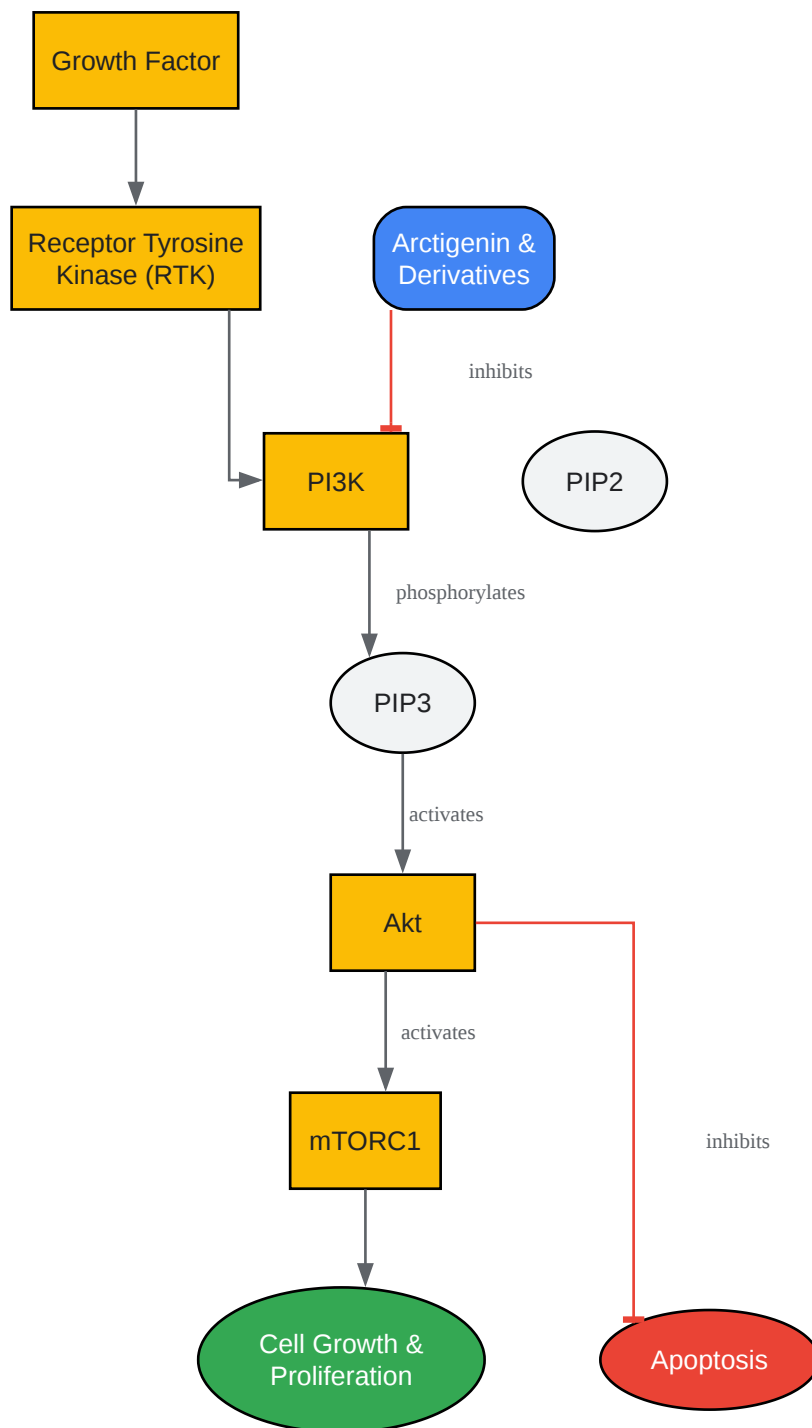 Growth Factor
Receptor Tyrosine
Kinase (RTK)
Arctigenin &
Derivatives
inhibits
PI3K
PIP2
phosphorylates
PIP3
activates
Akt
activates
mTORC1
inhibits
Cell Growth &
Proliferation
Apoptosis